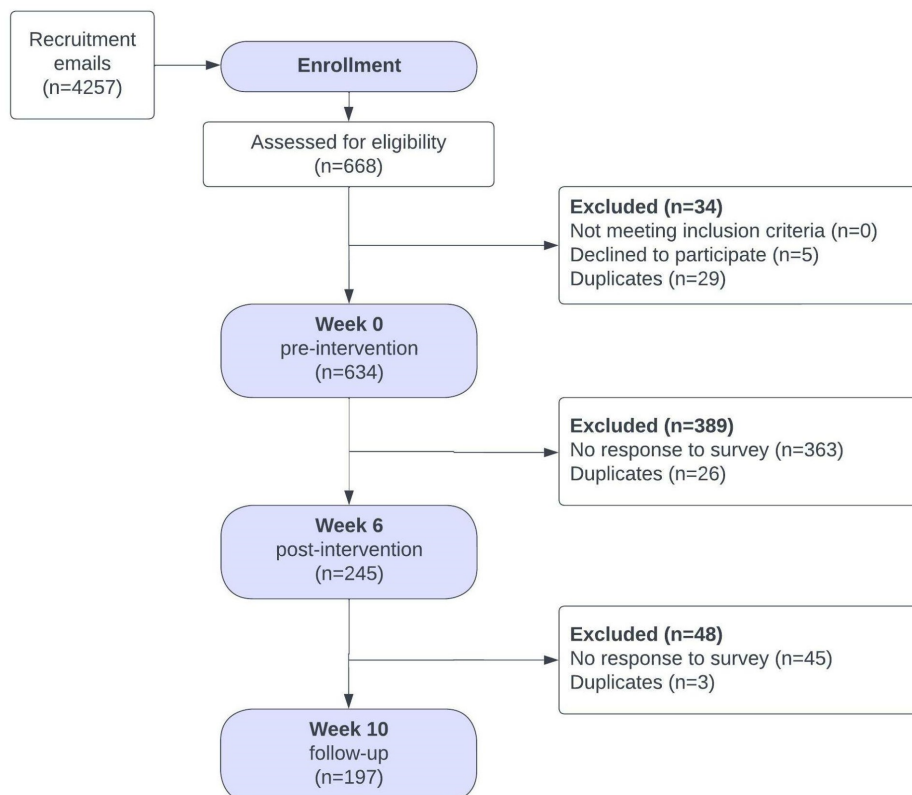 Recruitment
emails
(n=4257)
Enrollment
Assessed for eligibility
(n=668)
Excluded (n=34)
Not meeting inclusion criteria (n=0)
Declined to participate (n=5)
Duplicates (n=29)
Week 0
pre-intervention
(n=634)
Excluded (n=389)
No response to survey (n=363)
Duplicates (n=26)
Week 6
post-intervention
(n=245)
Excluded (n=48)
No response to survey (n=45)
Duplicates (n=3)
Week 10
follow-up
(n=197)